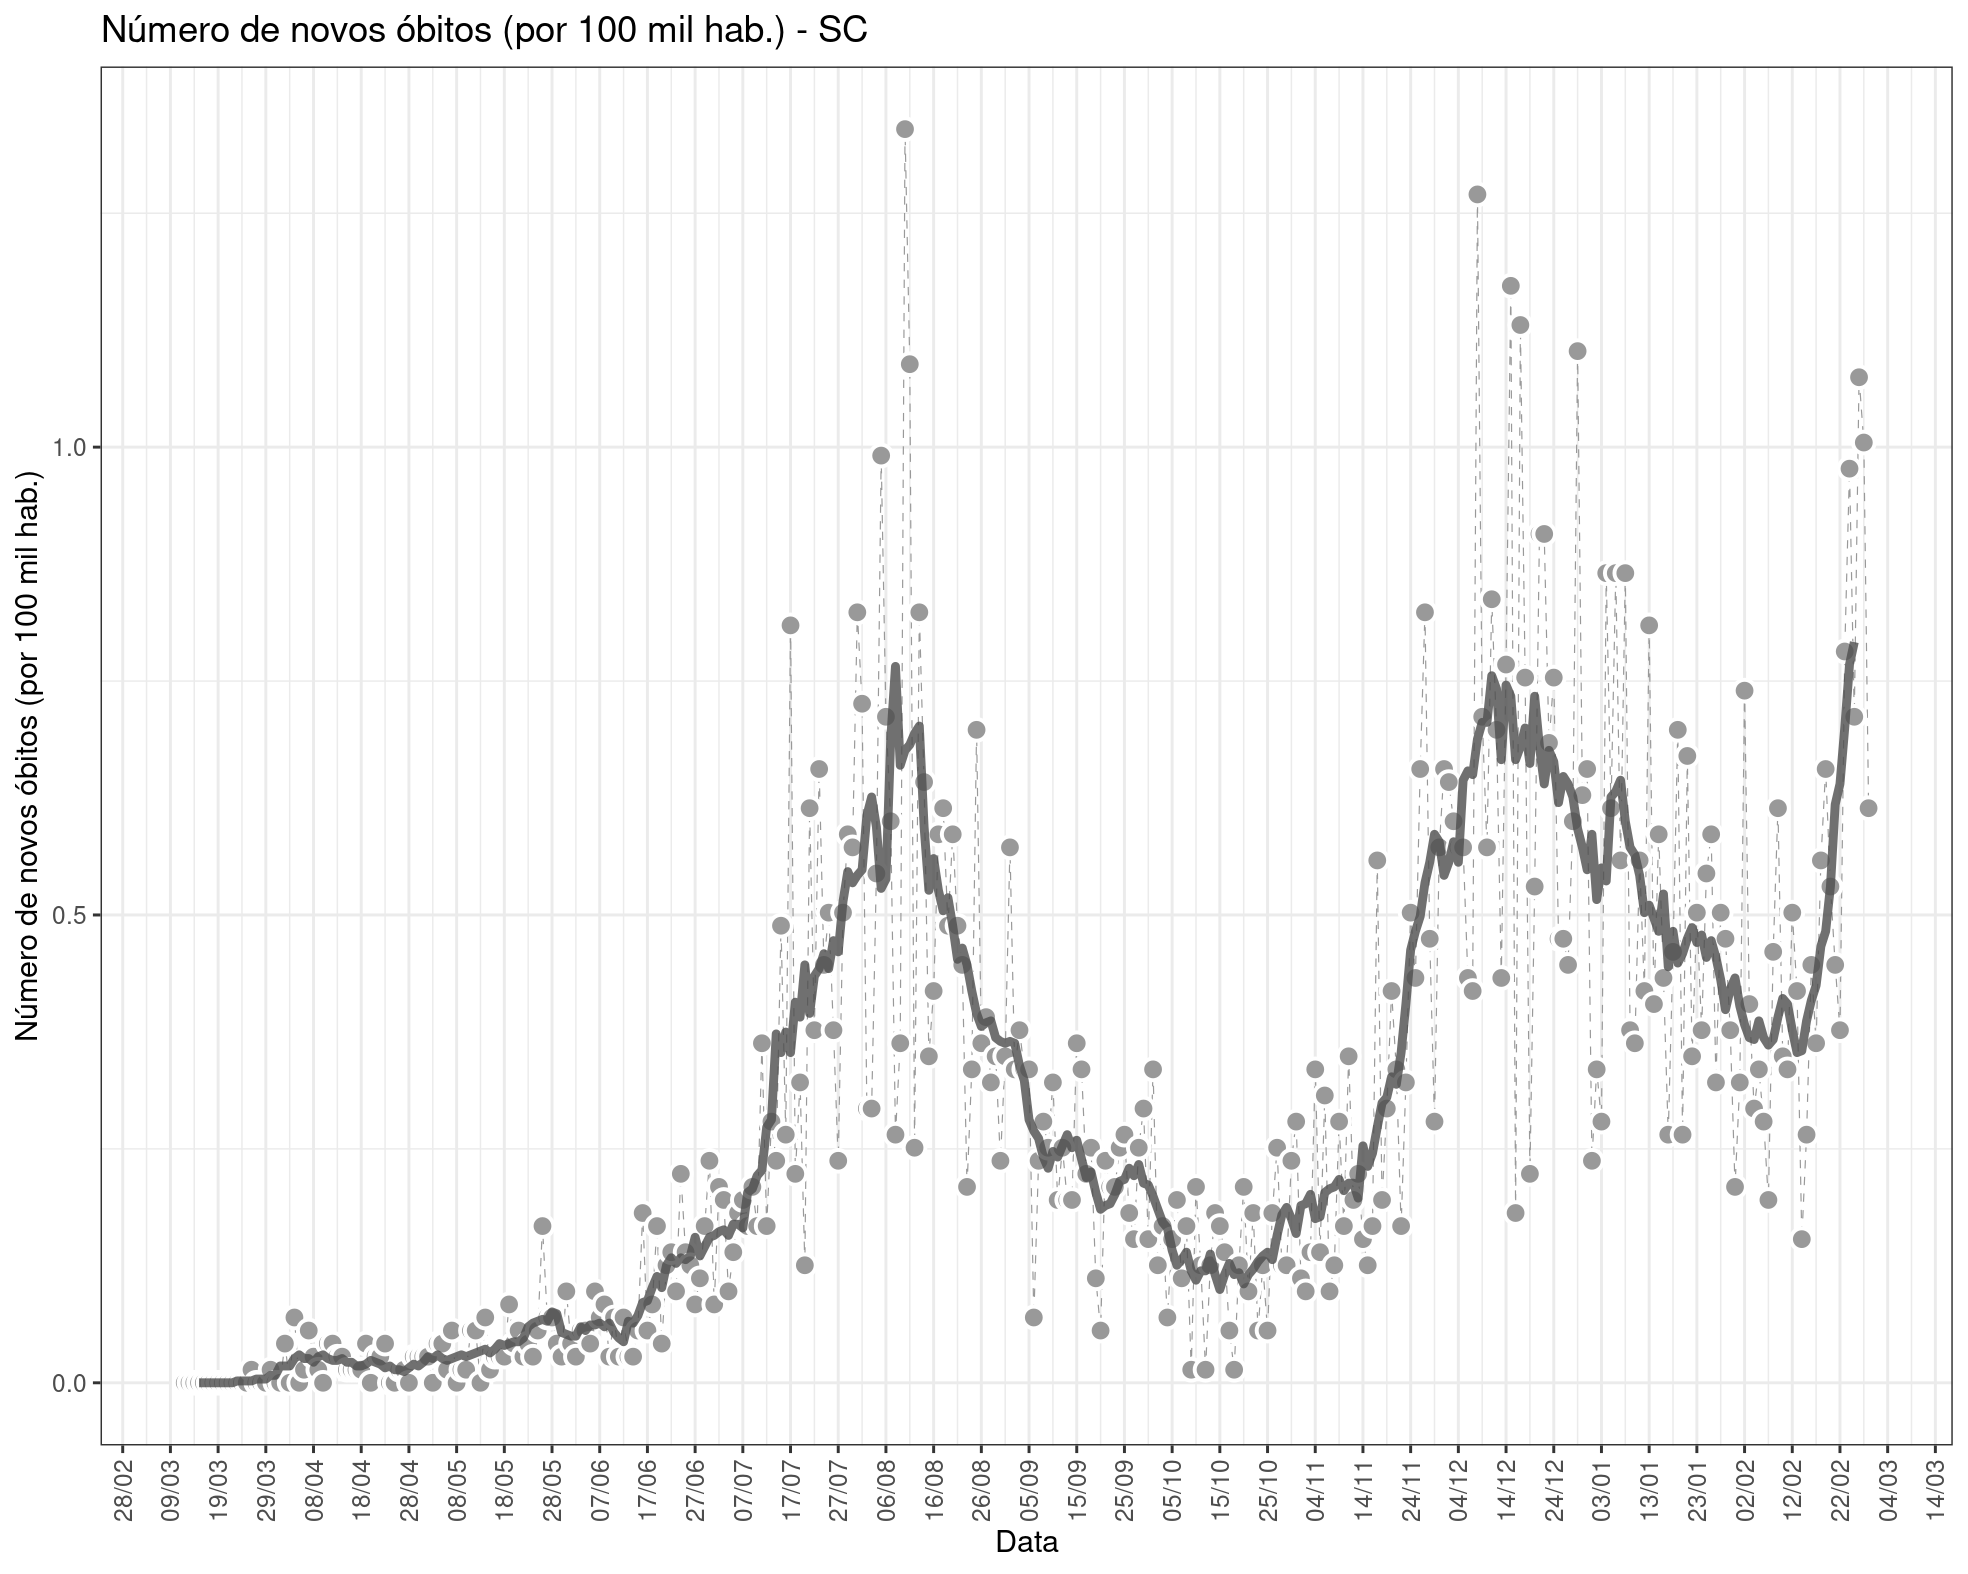 Número de novos óbitos (por 100 mil hab.) - SC
Número de novos óbitos (por 100 mil hab.)
1.0
0.5
0.0
28/02 09/03 19/03 29/03 08/04 18/04 28/04 08/05 18/05 28/05 07/06 17/06 27/06 07/07 17/07 27/07 06/08 16/08 26/08 05/09 15/09 25/09 05/10 15/10 25/10 04/11 14/11 24/11 04/12 14/12 24/12 03/01 13/01 23/01 02/02 12/02 22/02 04/03 14/03
Data